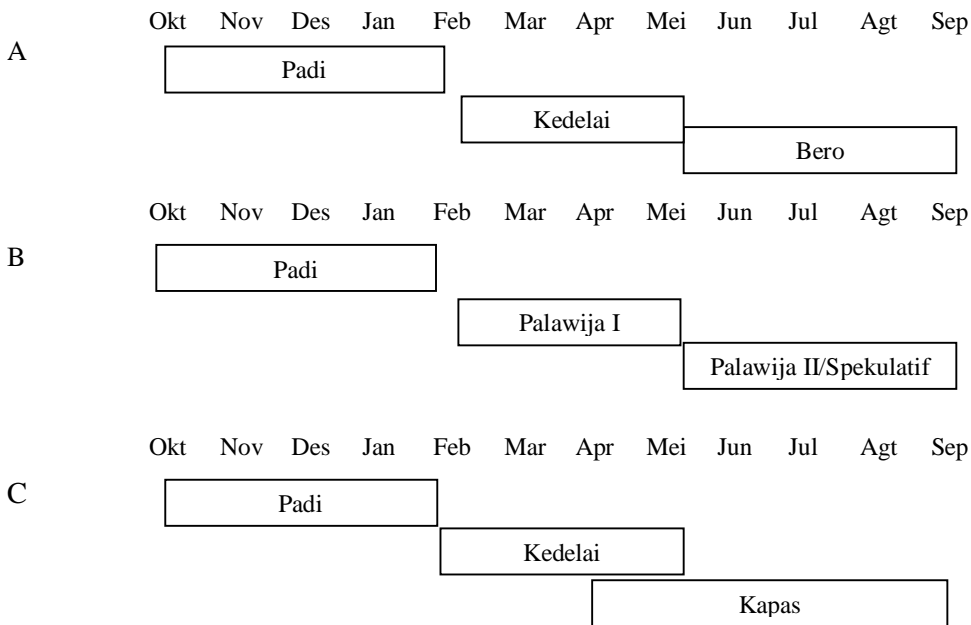 Okt Nov Des Jan Feb Mar Apr Mei Jun Jul Agt Sep
A
Padi
Kedelai
Bero
Okt Nov Des Jan Feb Mar Apr Mei Jun Jul Agt Sep
B
Padi
Palawija I
Palawija II/Spekulatif
Okt Nov Des Jan Feb Mar Apr Mei Jun Jul Agt Sep
C
Padi
Kedelai
Kapas